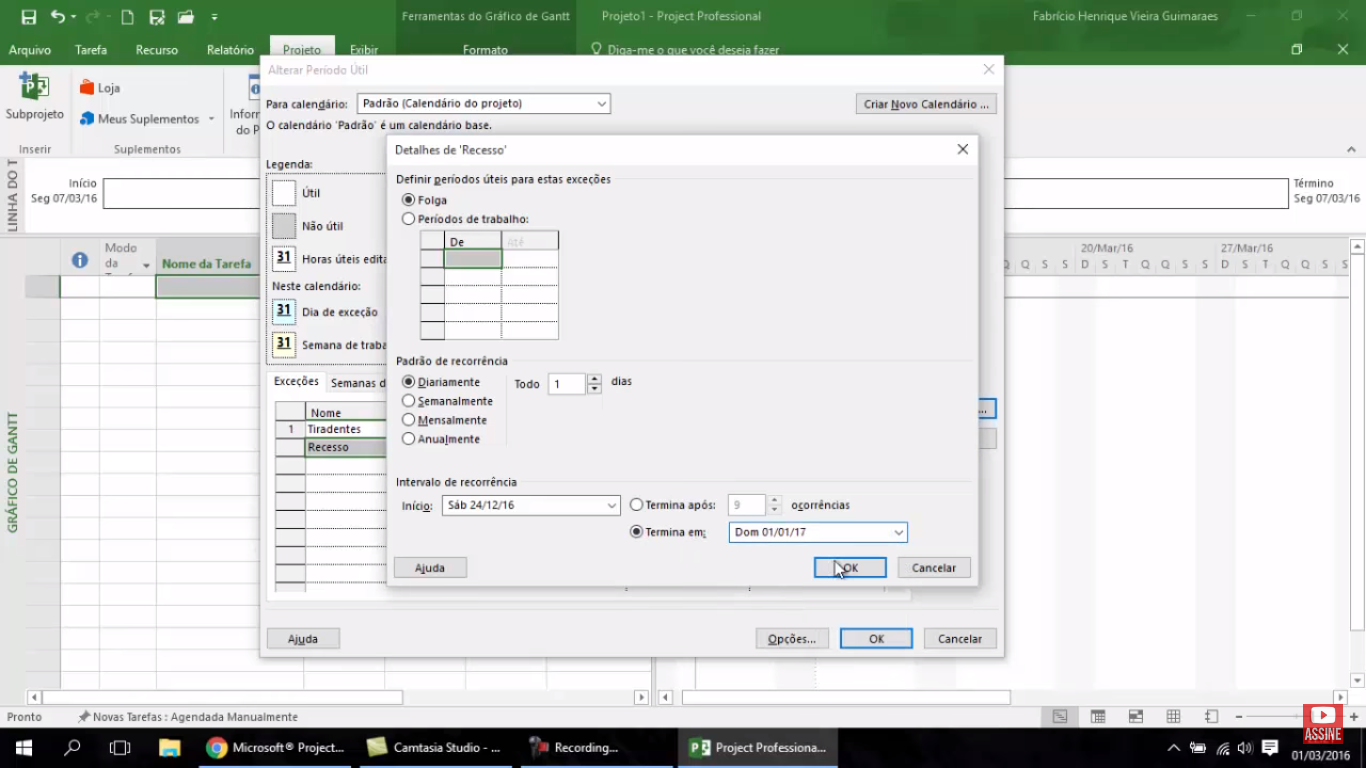 Ferramentas do Gráfico de Gantt
Projeto1 - Project Professional
Fabrício Henrique Vieira Guimaraes
Arquivo
Tarefa
Recurso
Relatório
Projeto
Exibir
Formato
Diga-me o que você deseja fazer
Subprojeto
Loja
Meus Suplementos
Inform
do P
Inserir
Suplementos
Alterar Período Útil
Para calendário:
Padrão (Calendário do projeto)
Criar Novo Calendário ...
O calendário 'Padrão' é um calendário base.
Legenda:
Útil
Não útil
31
Horas úteis edita
Neste calendário:
31
Dia de exceção
31
Semana de traba
Exceções
Semanas d
Nome
1
Tiradentes
Recesso
...
Detalhes de 'Recesso'
Definir períodos úteis para estas exceções
Folga
Períodos de trabalho:
De
Até
Padrão de recorrência
Diariamente
Semanalmente
Mensalmente
Anualmente
Todo
1
dias
Intervalo de recorrência
Início:
Sáb 24/12/16
Termina após:
9
ocorrências
Termina em:
Dom 01/01/17
Ajuda
OK
Cancelar
Ajuda
Opções...
OK
Cancelar
LINHA DO T
Início
Seg 07/03/16
Término
Seg 07/03/16
Modo
da
Nome da Tarefa
20/Mar/16
27/Mar/16
Q S S D S T Q Q S S D S T Q Q S S
GRÁFICO DE GANTT
Pronto
Novas Tarefas : Agendada Manualmente
ASSINE
Microsoft® Project...
Camtasia Studio - ...
Recording...
Project Professiona...
01/03/2016